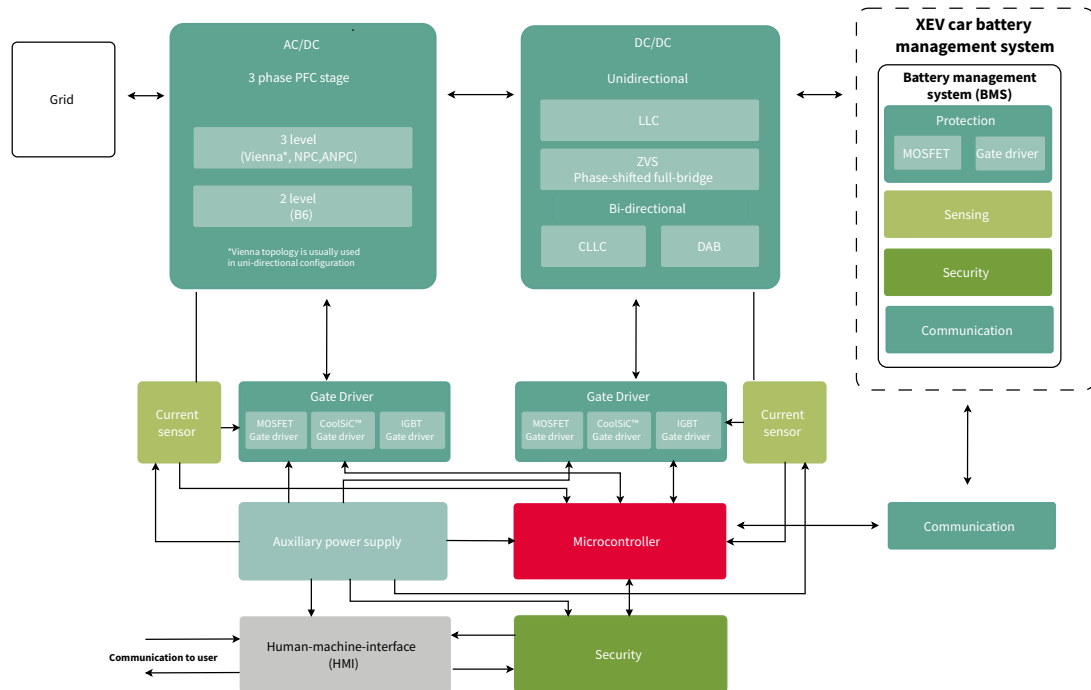 Grid
AC/DC
3 phase PFC stage
3 level
(Vienna*, NPC,ANPC)
2 level
(B6)
*Vienna topology is usually used
in uni-directional configuration
DC/DC
Unidirectional
LLC
ZVS
Phase-shifted full-bridge
Bi-directional
CLLC
DAB
XEV car battery
management system
Battery management
system (BMS)
Protection
MOSFET
Gate driver
Sensing
Security
Communication
Current
sensor
Gate Driver
MOSFET
Gate driver
CoolSiC™
Gate driver
IGBT
Gate driver
Gate Driver
MOSFET
Gate driver
CoolSiC™
Gate driver
IGBT
Gate driver
Current
sensor
Auxiliary power supply
Microcontroller
Communication
Communication to user
Human-machine-interface
(HMI)
Security